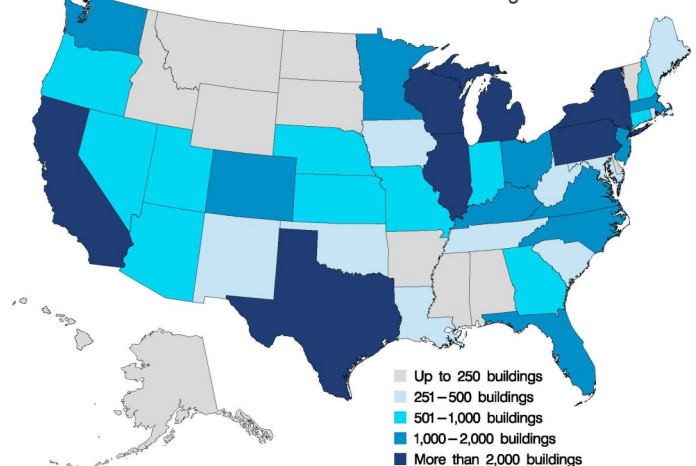 Up to 250 buildings
251–500 buildings
501–1,000 buildings
1,000–2,000 buildings
More than 2,000 buildings